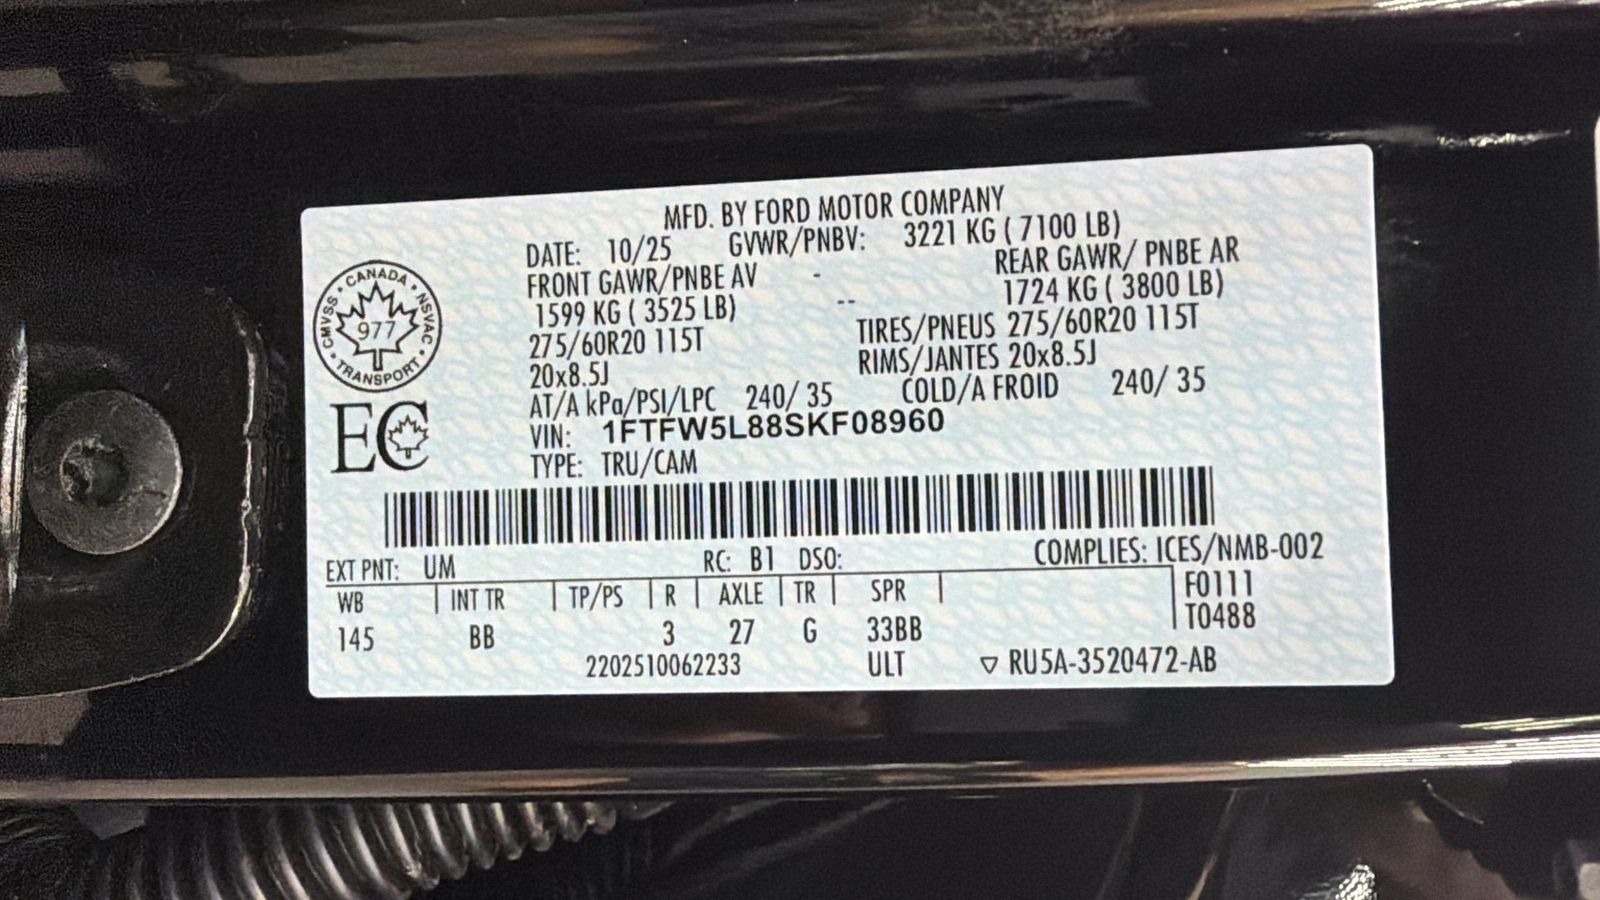 MFD. BY FORD MOTOR COMPANY
DATE: 10/25 GVWR/PNBV: 3221 KG ( 7100 LB)
FRONT GAWR/PNBE AV - REAR GAWR/ PNBE AR
1599 KG ( 3525 LB) -- 1724 KG ( 3800 LB)
275/60R20 115T TIRES/PNEUS 275/60R20 115T
20x8.5J RIMS/JANTES 20x8.5J
AT/A kPa/PSI/LPC 240/ 35 COLD/A FROID 240/ 35
VIN: 1FTFW5L88SKF08960
TYPE: TRU/CAM
CANADA
CMVSS 977 NSVAC
TRANSPORT
EC
EXT PNT: UM RC: B1 DSO: COMPLIES: ICES/NMB-002
WB INT TR TP/PS R AXLE TR SPR F0111
T0488
145 BB 3 27 G 33BB
2202510062233 ULT ▽ RU5A-3520472-AB